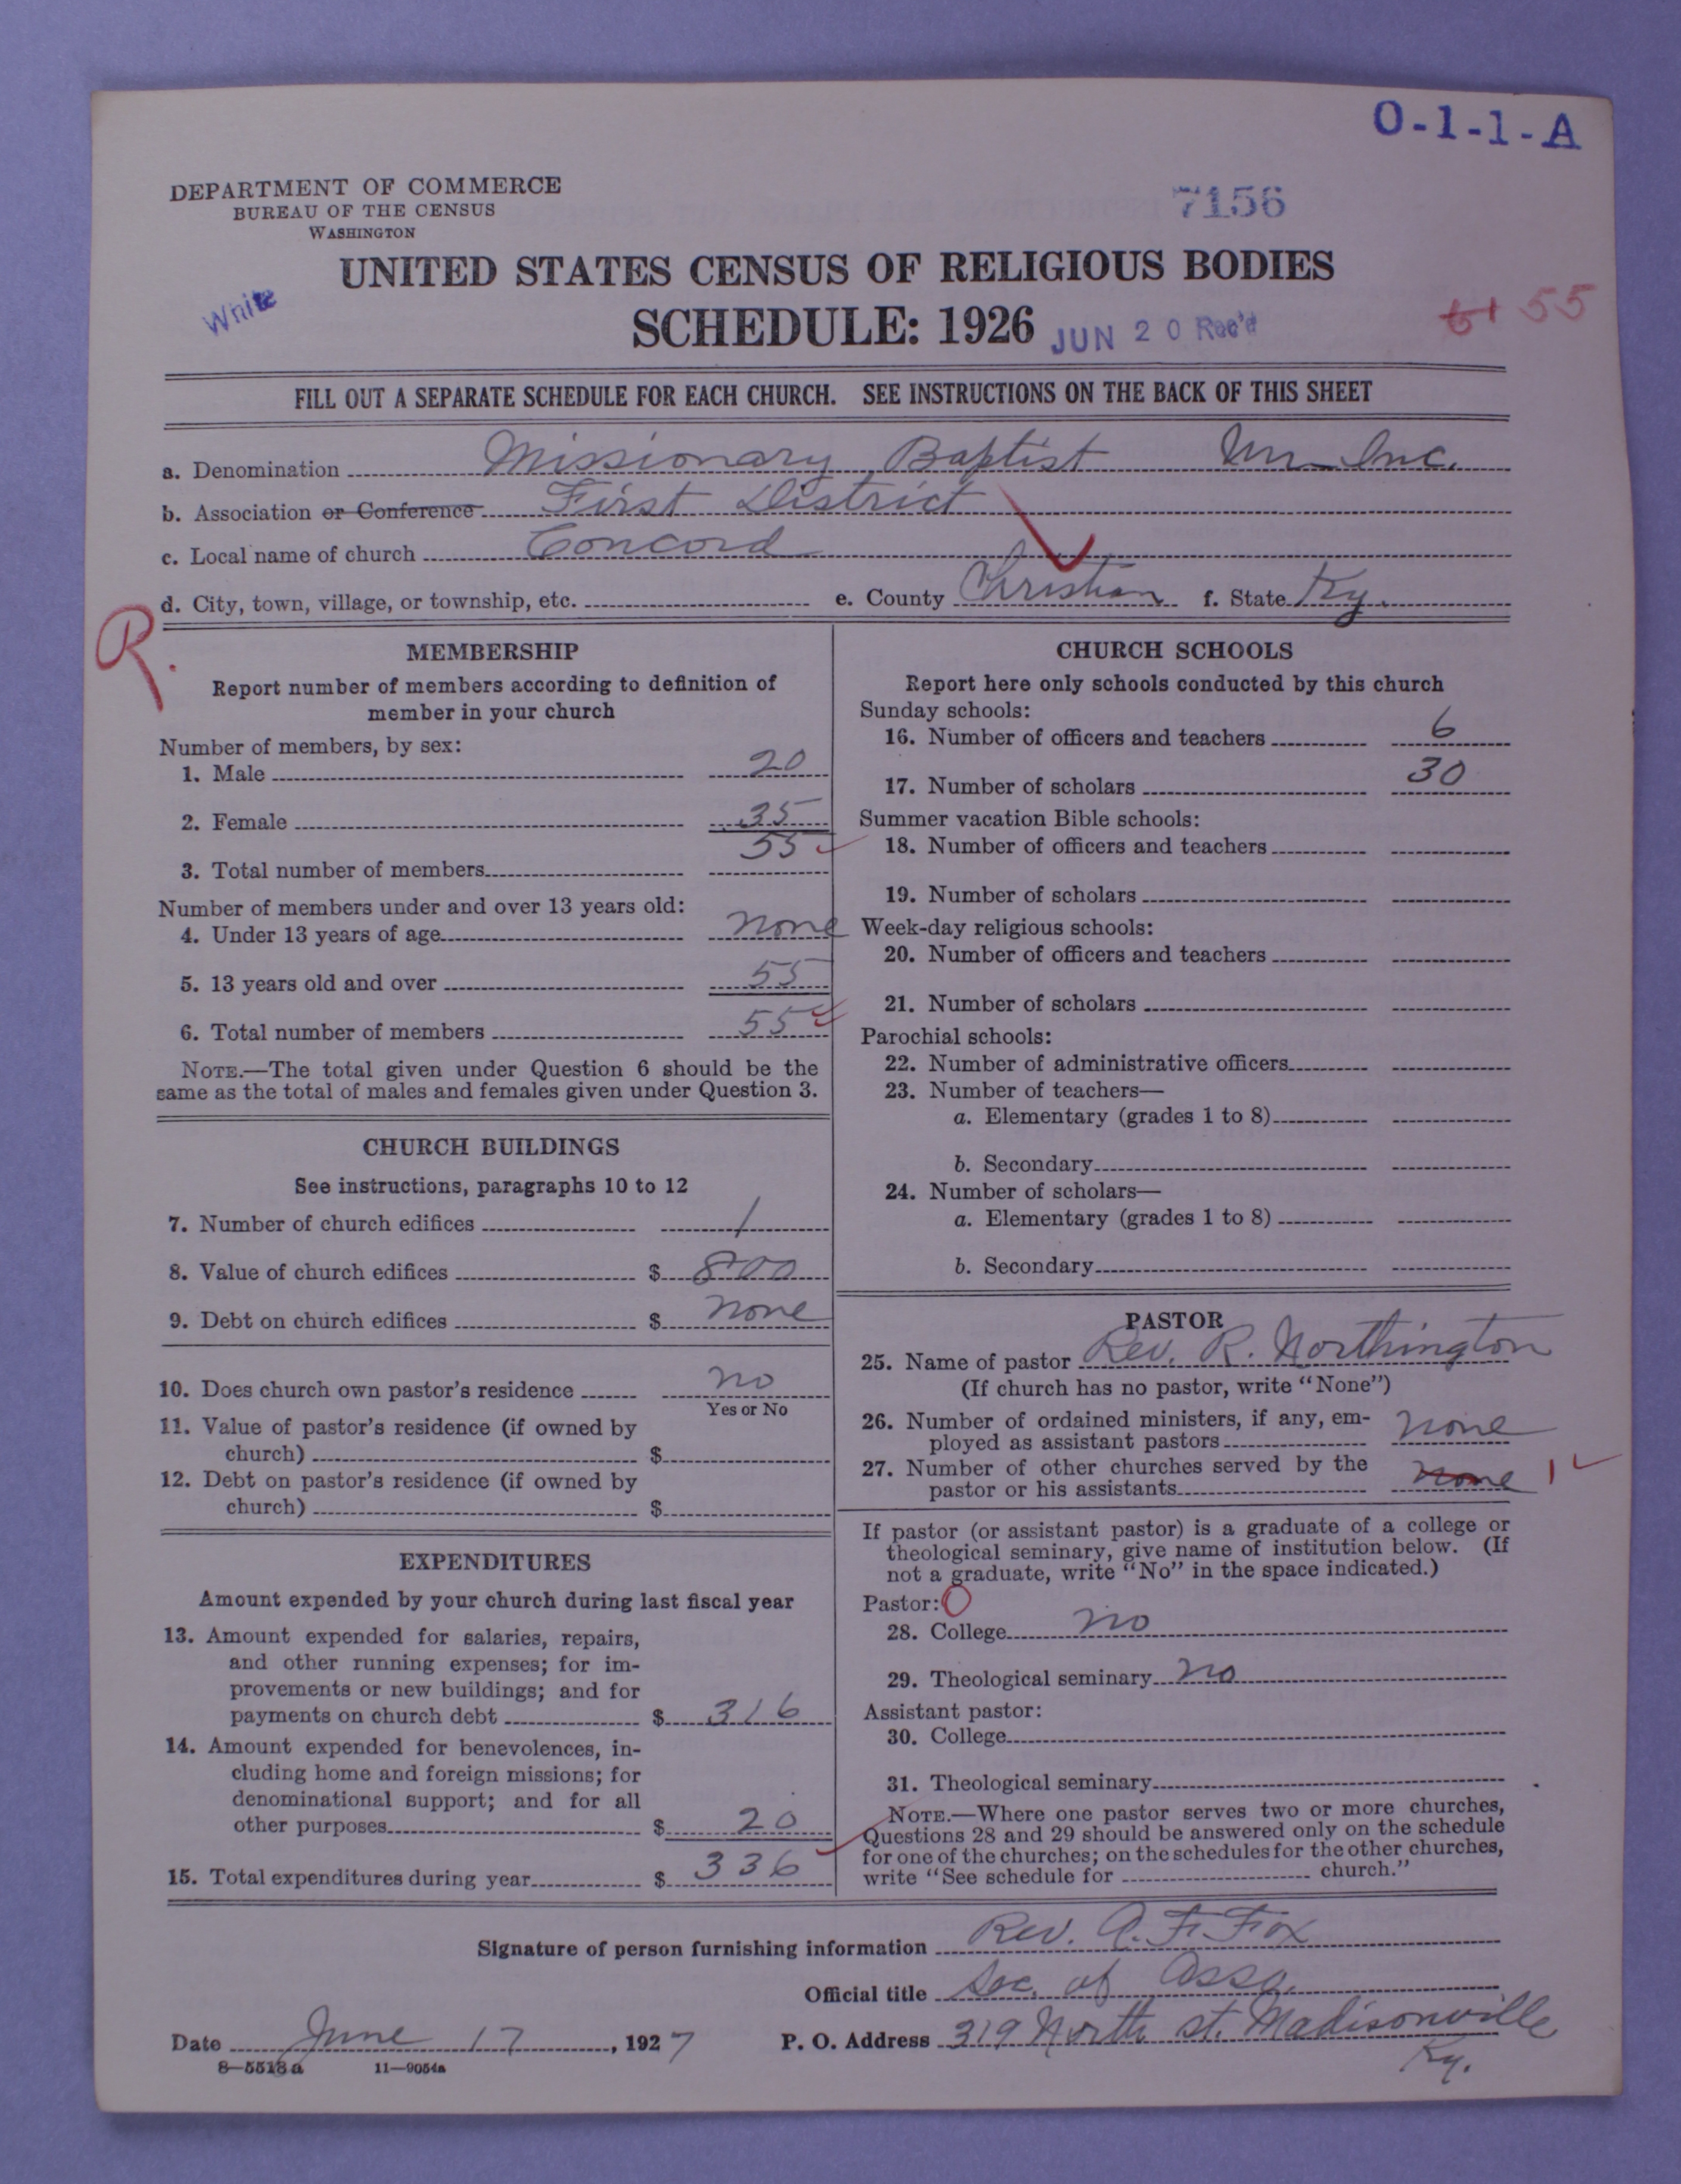 O-1-1-A
DEPARTMENT OF COMMERCE
BUREAU OF THE CENSUS
WASHINGTON
7156
UNITED STATES CENSUS OF RELIGIOUS BODIES
White
SCHEDULE: 1926
JUN 20 Rec'd
61 55
FILL OUT A SEPARATE SCHEDULE FOR EACH CHURCH. SEE INSTRUCTIONS ON THE BACK OF THIS SHEET
a. Denomination Missionary Baptist Inc.
b. Association or Conference First District
c. Local name of church Concord
d. City, town, village, or township, etc. e. County Christian f. State Ky.
R.
MEMBERSHIP
Report number of members according to definition of
member in your church
Number of members, by sex:
1. Male 20
2. Female 35
3. Total number of members 55
Number of members under and over 13 years old:
4. Under 13 years of age none
5. 13 years old and over 55
6. Total number of members 55
NOTE.—The total given under Question 6 should be the
same as the total of males and females given under Question 3.
CHURCH BUILDINGS
See instructions, paragraphs 10 to 12
7. Number of church edifices 1
8. Value of church edifices $ 800
9. Debt on church edifices $ none
10. Does church own pastor's residence no
Yes or No
11. Value of pastor's residence (if owned by
church) $
12. Debt on pastor's residence (if owned by
church) $
EXPENDITURES
Amount expended by your church during last fiscal year
13. Amount expended for salaries, repairs,
and other running expenses; for im-
provements or new buildings; and for
payments on church debt $ 316
14. Amount expended for benevolences, in-
cluding home and foreign missions; for
denominational support; and for all
other purposes $ 20
15. Total expenditures during year $ 336
CHURCH SCHOOLS
Report here only schools conducted by this church
Sunday schools:
16. Number of officers and teachers 6
17. Number of scholars 30
Summer vacation Bible schools:
18. Number of officers and teachers
19. Number of scholars
Week-day religious schools:
20. Number of officers and teachers
21. Number of scholars
Parochial schools:
22. Number of administrative officers
23. Number of teachers—
a. Elementary (grades 1 to 8)
b. Secondary
24. Number of scholars—
a. Elementary (grades 1 to 8)
b. Secondary
PASTOR
25. Name of pastor Rev. R. Northington
(If church has no pastor, write "None")
26. Number of ordained ministers, if any, em-
ployed as assistant pastors none
27. Number of other churches served by the
pastor or his assistants none 1
If pastor (or assistant pastor) is a graduate of a college or
theological seminary, give name of institution below. (If
not a graduate, write "No" in the space indicated.)
Pastor: O
28. College no
29. Theological seminary no
Assistant pastor:
30. College
31. Theological seminary
NOTE.—Where one pastor serves two or more churches,
Questions 28 and 29 should be answered only on the schedule
for one of the churches; on the schedules for the other churches,
write "See schedule for church."
Signature of person furnishing information Rev. A. F. Fox
Official title Sec. of Asso.
Date June 17, 1927 P. O. Address 319 North st. Madisonville
Ky.
8-5518a 11-9054a